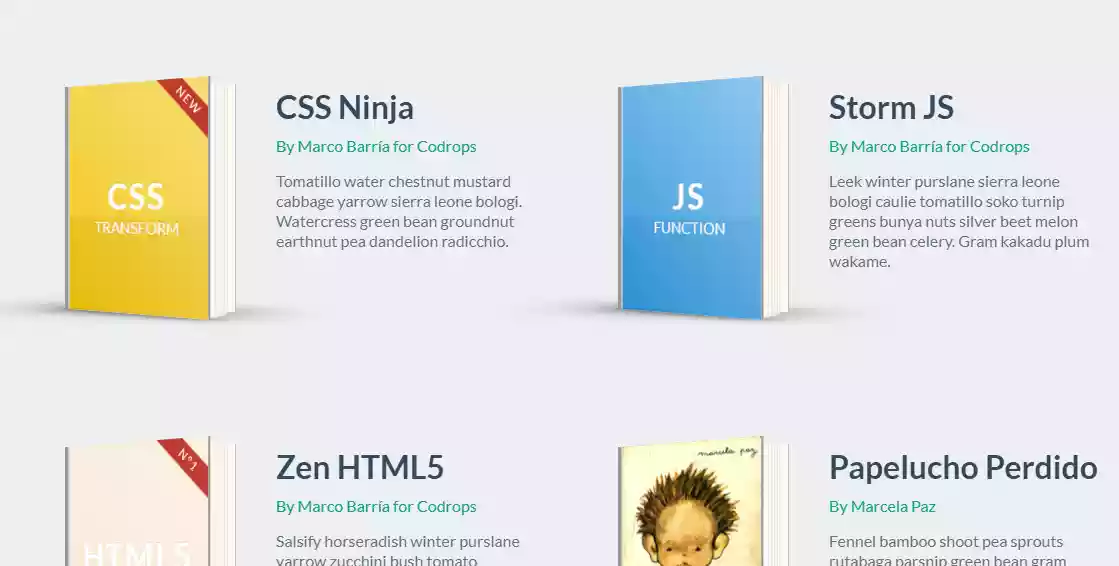 NEW
CSS
TRANSFORM
CSS Ninja
By Marco Barría for Codrops
Tomatillo water chestnut mustard
cabbage yarrow sierra leone bologi.
Watercress green bean groundnut
earthnut pea dandelion radicchio.
JS
FUNCTION
Storm JS
By Marco Barría for Codrops
Leek winter purslane sierra leone
bologi caulie tomatillo soko turnip
greens bunya nuts silver beet melon
green bean celery. Gram kakadu plum
wakame.
N°1
HTML5
Zen HTML5
By Marco Barría for Codrops
Salsify horseradish winter purslane
yarrow zucchini bush tomato
marcela paz
Papelucho Perdido
By Marcela Paz
Fennel bamboo shoot pea sprouts
rutabaga parsnip green bean gram